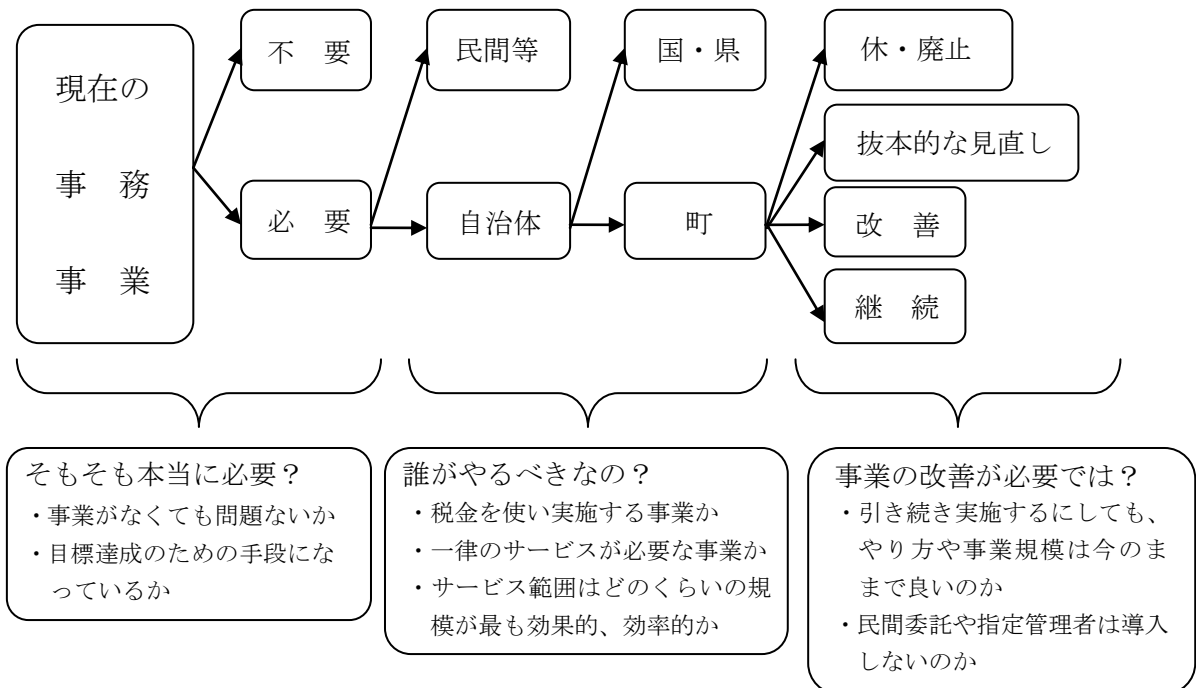 現在の
事　務
事　業
不　要
必　要
民間等
自治体
国・県
町
休・廃止
抜本的な見直し
改　善
継　続
そもそも本当に必要？
・事業がなくても問題ないか
・目標達成のための手段にな
っているか
誰がやるべきなの？
・税金を使い実施する事業か
・一律のサービスが必要な事業か
・サービス範囲はどのくらいの規
模が最も効果的、効率的か
事業の改善が必要では？
・引き続き実施するにしても、
やり方や事業規模は今のま
まで良いのか
・民間委託や指定管理者は導入
しないのか